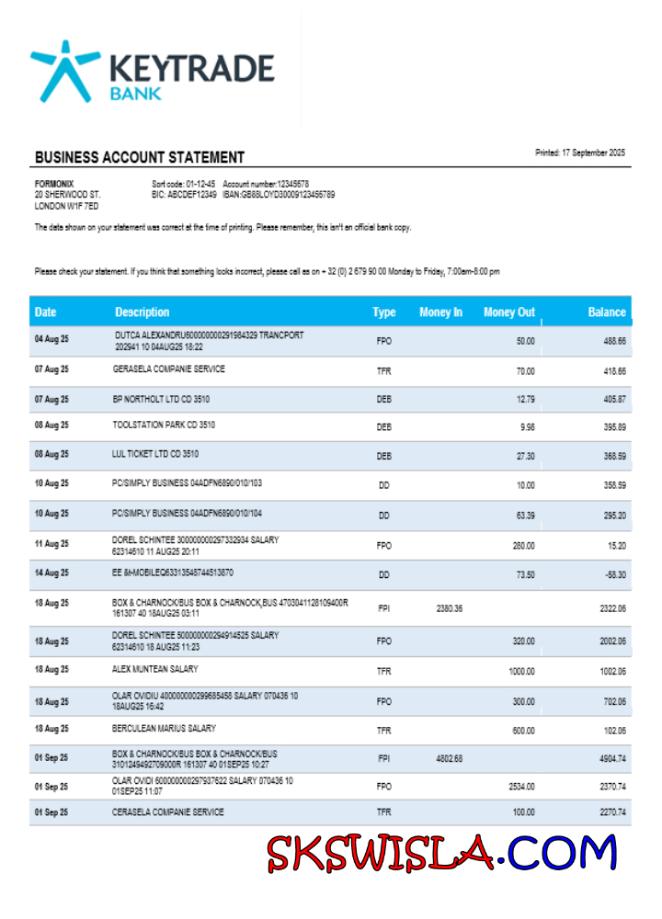 KEYTRADE
BANK
BUSINESS ACCOUNT STATEMENT
Printed: 17 September 2025
FORMONIX
20 SHERWOOD ST.
LONDON W1F 7ED
Sort code: 01-12-45 Account number:12345678
BIC: ABCDEF12349 IBAN:GB88LOYD30009123456789
The data shown on your statement was correct at the time of printing. Please remember, this isn't an official bank copy.
Please check your statement. If you think that something looks incorrect, please call as on + 32 (0) 2 679 90 00 Monday to Friday, 7:00am-8:00 pm
Date Description Type Money In Money Out Balance
04 Aug 25 DUTCA ALEXANDRU600000000291984329 TRANCPORT FPO 50.00 488.66
202941 10 04AUG25 18:22
07 Aug 25 GERASELA COMPANIE SERVICE TFR 70.00 418.66
07 Aug 25 BP NORTHOLT LTD CD 3510 DEB 12.79 405.87
08 Aug 25 TOOLSTATION PARK CD 3510 DEB 9.98 395.89
08 Aug 25 LUL TICKET LTD CD 3510 DEB 27.30 368.59
10 Aug 25 PC/SIMPLY BUSINESS 04ADFN6890/010/103 DD 10.00 358.59
10 Aug 25 PC/SIMPLY BUSINESS 04ADFN6890/010/104 DD 63.39 295.20
11 Aug 25 DOREL SCHINTEE 300000000297332934 SALARY FPO 280.00 15.20
62314610 11 AUG25 20:11
14 Aug 25 EE &MOBILEQ63313548744513870 DD 73.50 -58.30
18 Aug 25 BOX & CHARNOCK/BUS BOX & CHARNOCK,BUS 4703041128109400R FPI 2380.36 2322.06
161307 40 18AUG25 03:11
18 Aug 25 DOREL SCHINTEE 500000000294914525 SALARY FPO 320.00 2002.06
62314610 18 AUG25 11:23
18 Aug 25 ALEX MUNTEAN SALARY TFR 1000.00 1002.06
18 Aug 25 OLAR OVIDIU 400000000299685458 SALARY 070436 10 FPO 300.00 702.06
18AUG25 16:42
18 Aug 25 BERCULEAN MARIUS SALARY TFR 600.00 102.06
01 Sep 25 BOX & CHARNOCK/BUS BOX & CHARNOCK/BUS FPI 4802.68 4904.74
3101249492709000R 161307 40 01SEP25 10:27
01 Sep 25 OLAR OVIDI 600000000297937622 SALARY 070436 10 FPO 2534.00 2370.74
01SEP25 11:07
01 Sep 25 CERASELA COMPANIE SERVICE TFR 100.00 2270.74
SKSWISLA.COM